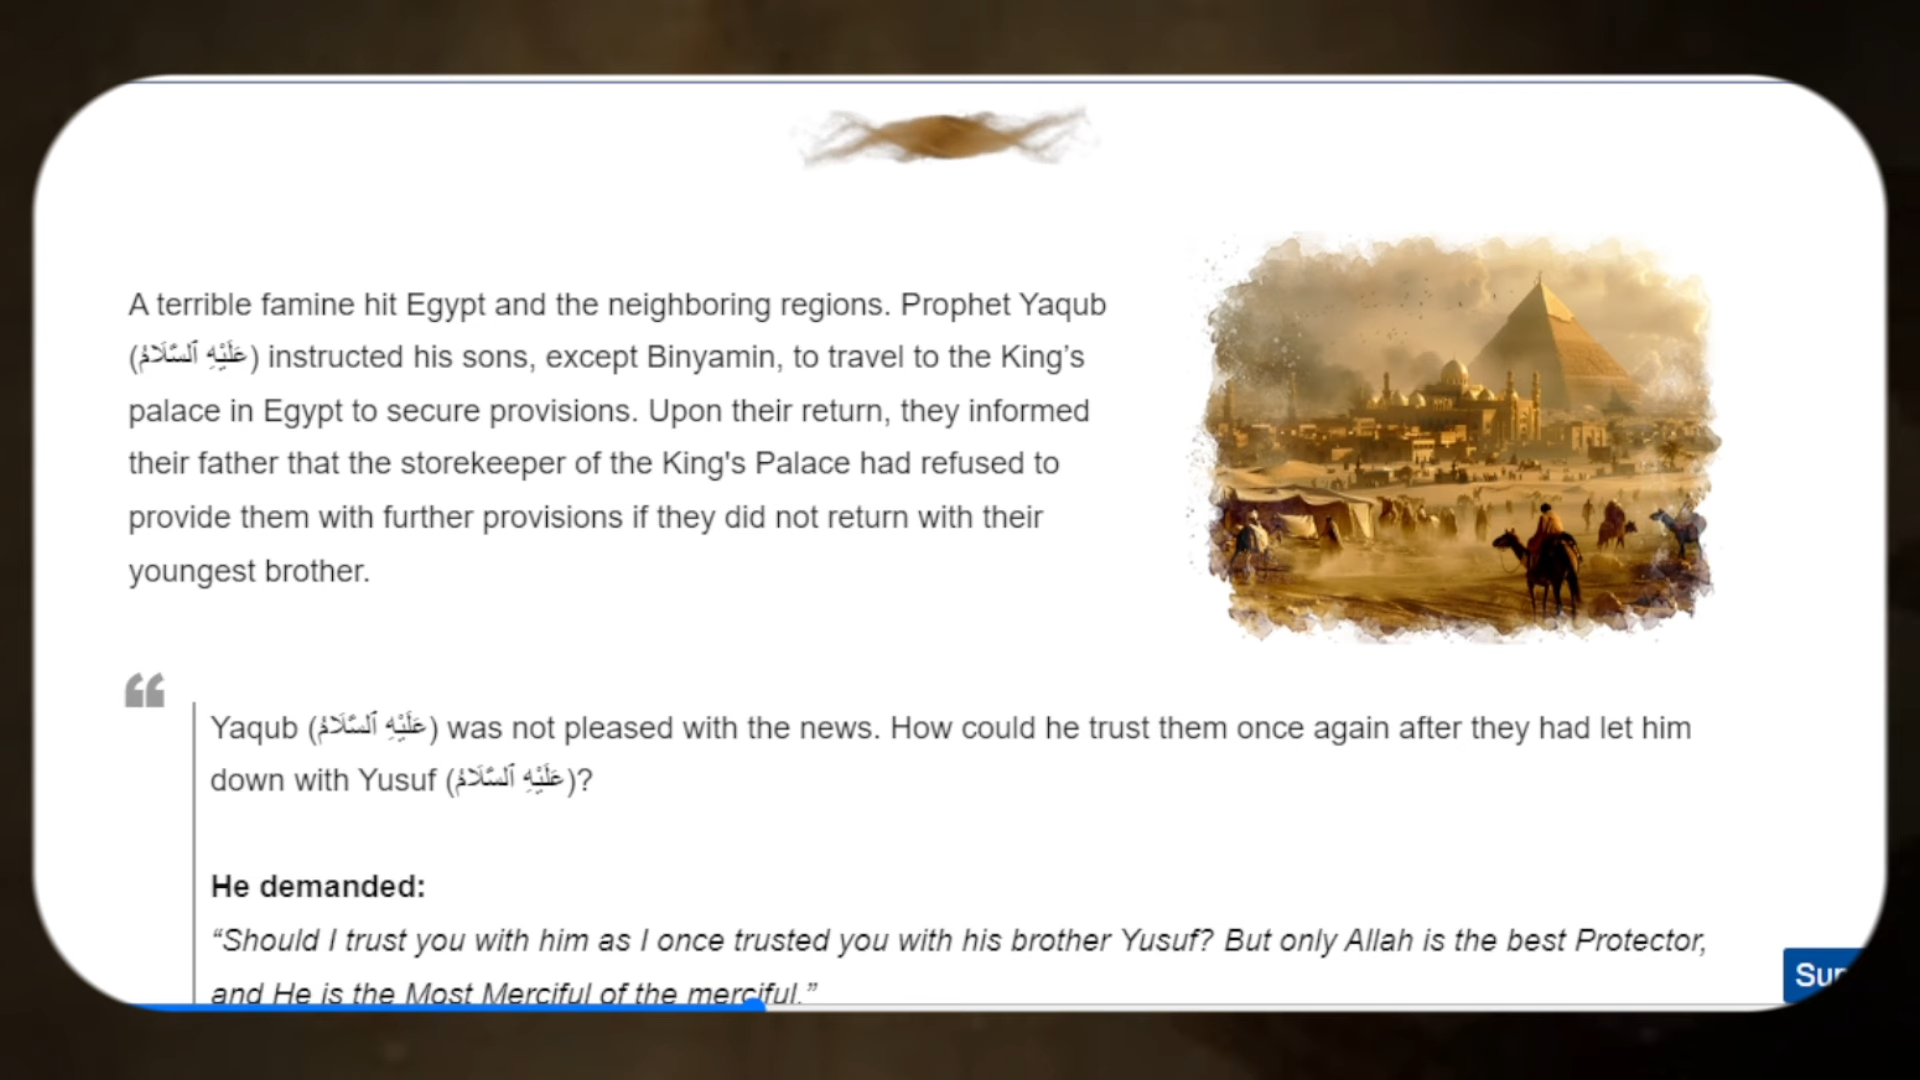 A terrible famine hit Egypt and the neighboring regions. Prophet Yaqub
(عَلَيْهِ ٱلسَّلَامُ) instructed his sons, except Binyamin, to travel to the King’s
palace in Egypt to secure provisions. Upon their return, they informed
their father that the storekeeper of the King's Palace had refused to
provide them with further provisions if they did not return with their
youngest brother.
“
Yaqub (عَلَيْهِ ٱلسَّلَامُ) was not pleased with the news. How could he trust them once again after they had let him
down with Yusuf (عَلَيْهِ ٱلسَّلَامُ)?
He demanded:
“Should I trust you with him as I once trusted you with his brother Yusuf? But only Allah is the best Protector,
and He is the Most Merciful of the merciful.”